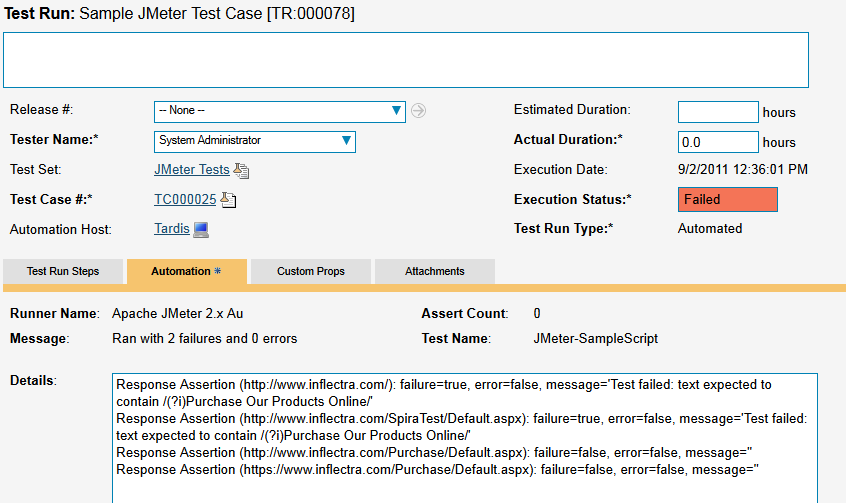 Test Run: Sample JMeter Test Case [TR:000078]
Release #: -- None -- Estimated Duration: hours
Tester Name:* System Administrator Actual Duration:* 0.0 hours
Test Set: JMeter Tests Execution Date: 9/2/2011 12:36:01 PM
Test Case #:* TC000025 Execution Status:* Failed
Automation Host: Tardis Test Run Type:* Automated
Test Run Steps Automation * Custom Props Attachments
Runner Name: Apache JMeter 2.x Au Assert Count: 0
Message: Ran with 2 failures and 0 errors Test Name: JMeter-SampleScript
Details: Response Assertion (http://www.inflectra.com/): failure=true, error=false, message='Test failed: text expected to
contain /(?i)Purchase Our Products Online/'
Response Assertion (http://www.inflectra.com/SpiraTest/Default.aspx): failure=true, error=false, message='Test failed:
text expected to contain /(?i)Purchase Our Products Online/'
Response Assertion (http://www.inflectra.com/Purchase/Default.aspx): failure=false, error=false, message=''
Response Assertion (https://www.inflectra.com/Purchase/Default.aspx): failure=false, error=false, message=''